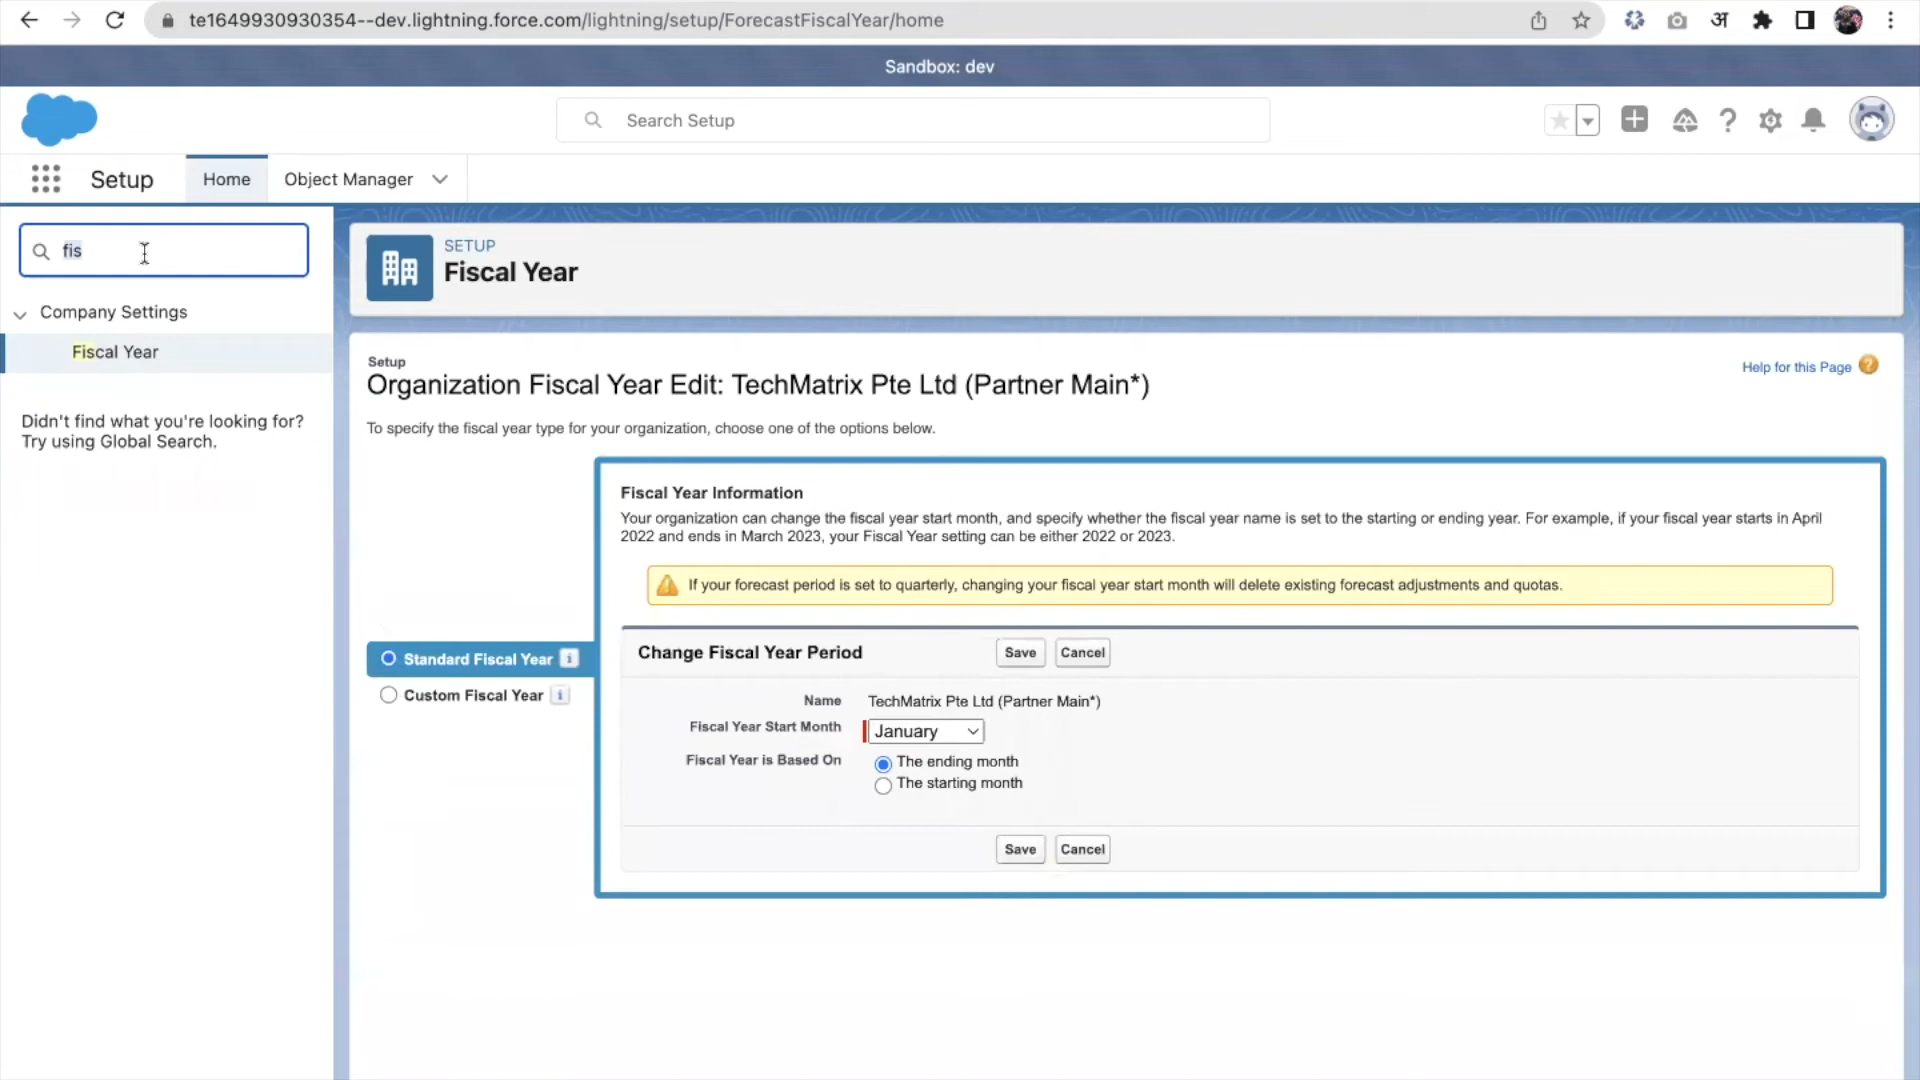 te1649930930354--dev.lightning.force.com/lightning/setup/ForecastFiscalYear/home
अ
Sandbox: dev
Search Setup
Setup
Home
Object Manager
fis
Company Settings
Fiscal Year
Didn't find what you're looking for?
Try using Global Search.
SETUP
Fiscal Year
Setup
Organization Fiscal Year Edit: TechMatrix Pte Ltd (Partner Main*)
Help for this Page
To specify the fiscal year type for your organization, choose one of the options below.
Standard Fiscal Year
Custom Fiscal Year
Fiscal Year Information
Your organization can change the fiscal year start month, and specify whether the fiscal year name is set to the starting or ending year. For example, if your fiscal year starts in April
2022 and ends in March 2023, your Fiscal Year setting can be either 2022 or 2023.
If your forecast period is set to quarterly, changing your fiscal year start month will delete existing forecast adjustments and quotas.
Change Fiscal Year Period
Save
Cancel
Name
TechMatrix Pte Ltd (Partner Main*)
Fiscal Year Start Month
January
Fiscal Year is Based On
The ending month
The starting month
Save
Cancel